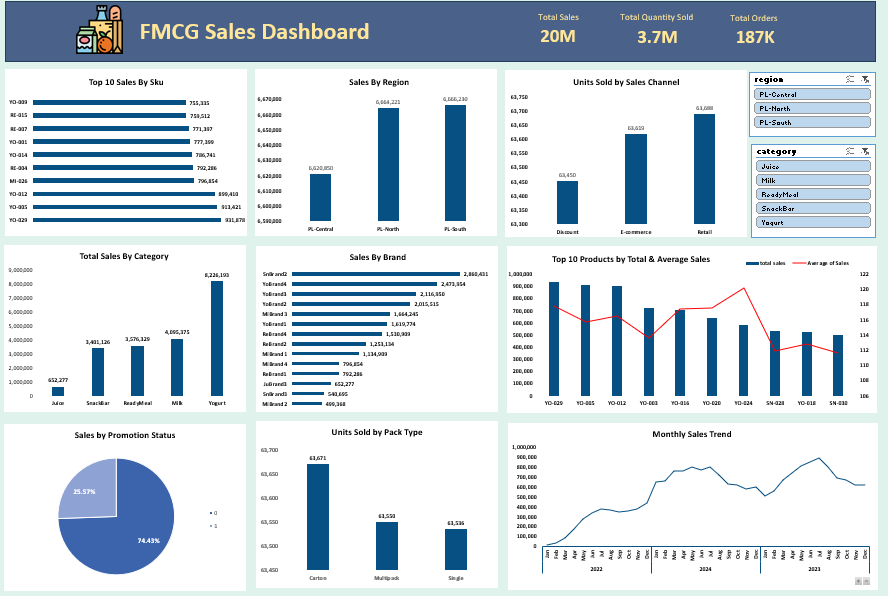 FMCG Sales Dashboard
Total Sales
20M
Total Quantity Sold
3.7M
Total Orders
187K
Top 10 Sales By Sku
YO-009 755,335
RE-015 759,512
RE-007 771,397
YO-001 777,399
YO-014 786,741
RE-004 792,286
MI-026 796,854
YO-012 899,410
YO-005 913,421
YO-029 931,878
Sales By Region
6,670,000
6,660,000
6,650,000
6,640,000
6,630,000
6,620,000
6,610,000
6,600,000
6,590,000
6,620,850
6,664,221
6,666,230
PL-Central PL-North PL-South
Units Sold by Sales Channel
63,750
63,700
63,650
63,600
63,550
63,500
63,450
63,400
63,350
63,300
63,450
63,619
63,688
Discount E-commerce Retail
region
PL-Central
PL-North
PL-South
category
Juice
Milk
ReadyMeal
SnackBar
Yogurt
Total Sales By Category
9,000,000
8,000,000
7,000,000
6,000,000
5,000,000
4,000,000
3,000,000
2,000,000
1,000,000
0
652,277
3,401,126
3,576,329
4,095,375
8,226,193
Juice SnackBar ReadyMeal Milk Yogurt
Sales By Brand
SnBrand2 2,860,431
YoBrand4 2,473,954
YoBrand3 2,116,950
YoBrand2 2,015,515
MiBrand 3 1,664,245
YoBrand1 1,619,774
ReBrand4 1,530,909
ReBrand2 1,253,134
MiBrand 1 1,134,909
MiBrand 4 796,854
ReBrand1 792,286
JuBrand3 652,277
SnBrand3 540,695
MiBrand 2 499,368
Top 10 Products by Total & Average Sales
total sales
Average of Sales
1,000,000
900,000
800,000
700,000
600,000
500,000
400,000
300,000
200,000
100,000
0
122
120
118
116
114
112
110
108
106
YO-029 YO-005 YO-012 YO-003 YO-016 YO-020 YO-024 SN-028 YO-018 SN-030
Sales by Promotion Status
25.57%
74.43%
0
1
Units Sold by Pack Type
63,700
63,650
63,600
63,550
63,500
63,450
63,671
63,550
63,536
Carton Multipack Single
Monthly Sales Trend
1,000,000
900,000
800,000
700,000
600,000
500,000
400,000
300,000
200,000
100,000
0
Jan Feb Mar Apr May Jun Jul Aug Sep Oct Nov Dec Jan Feb Mar Apr May Jun Jul Aug Sep Oct Nov Dec Jan Feb Mar Apr May Jun Jul Aug Sep Oct Nov Dec
2022 2024 2023